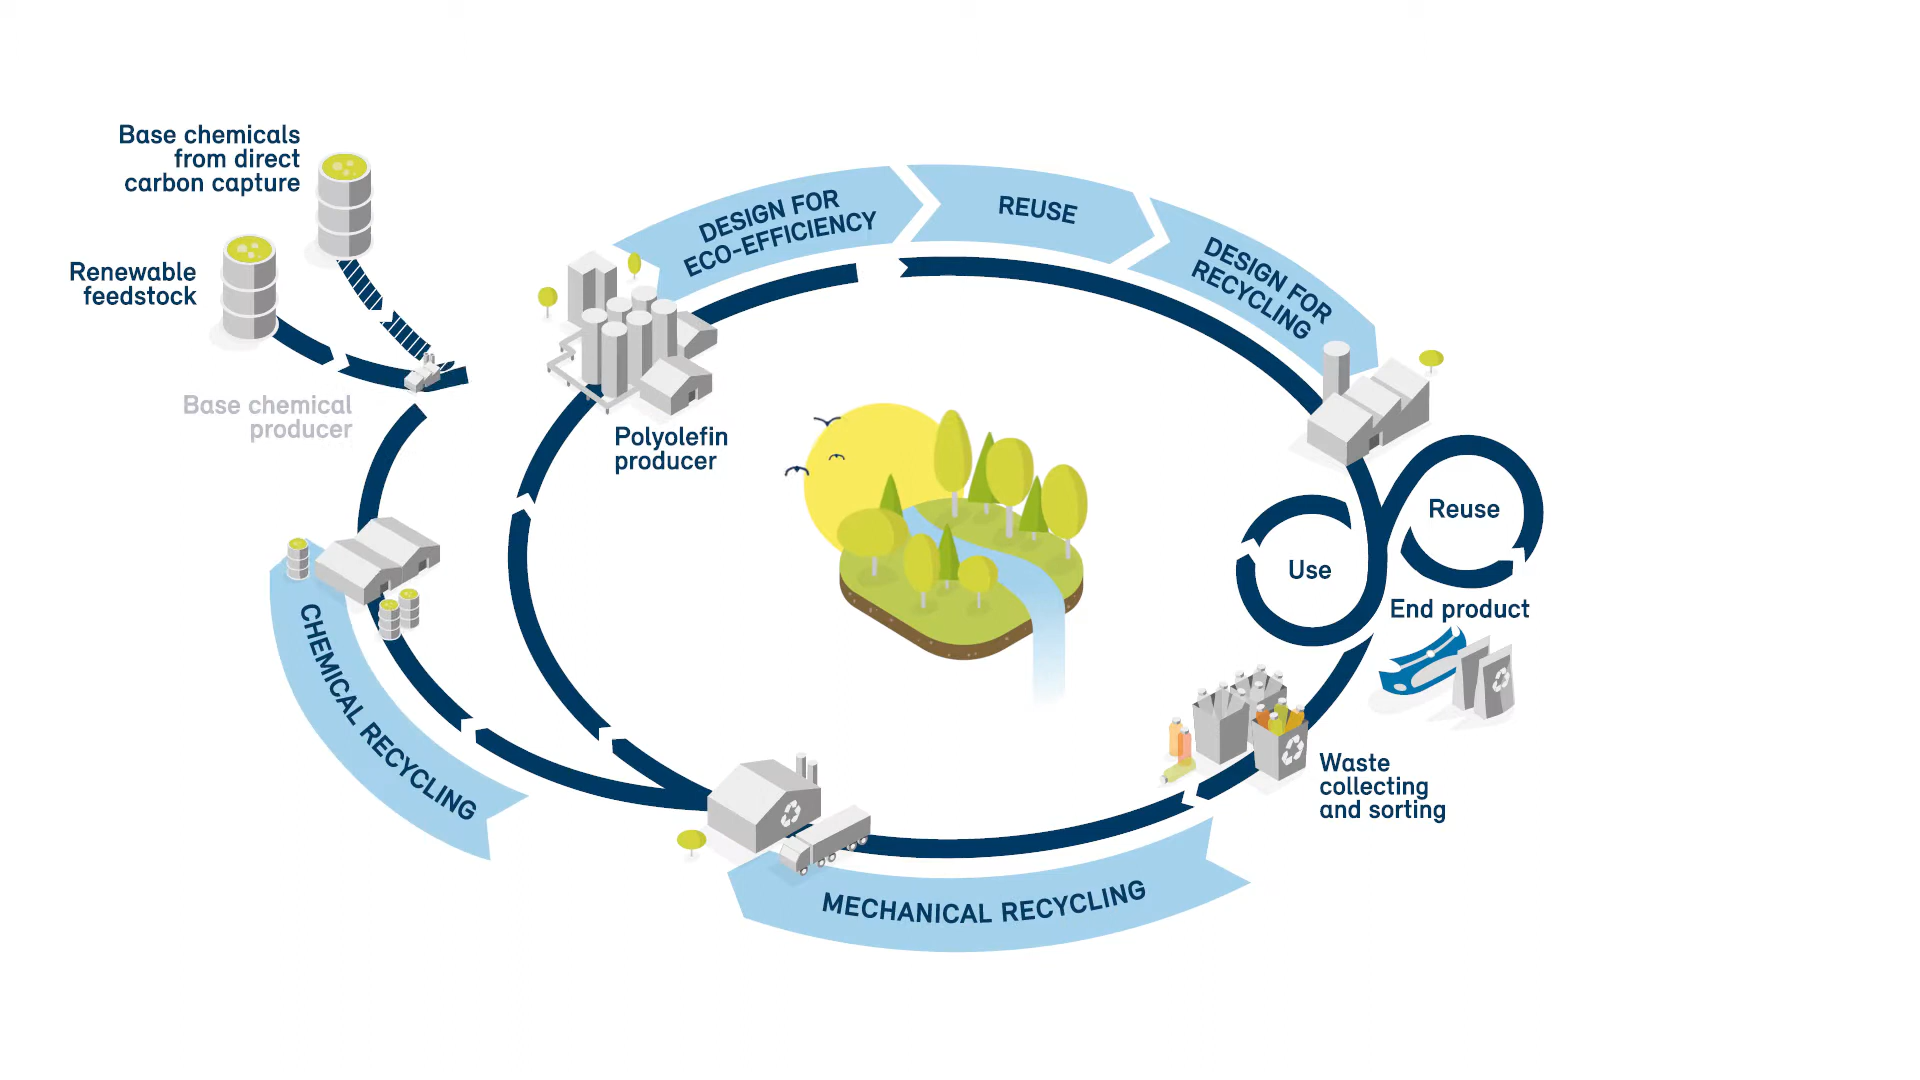 Base chemicals
from direct
carbon capture
Renewable
feedstock
Base chemical
producer
DESIGN FOR
ECO-EFFICIENCY
REUSE
DESIGN FOR
RECYCLING
Polyolefin
producer
Use
Reuse
End product
Waste
collecting
and sorting
CHEMICAL RECYCLING
MECHANICAL RECYCLING